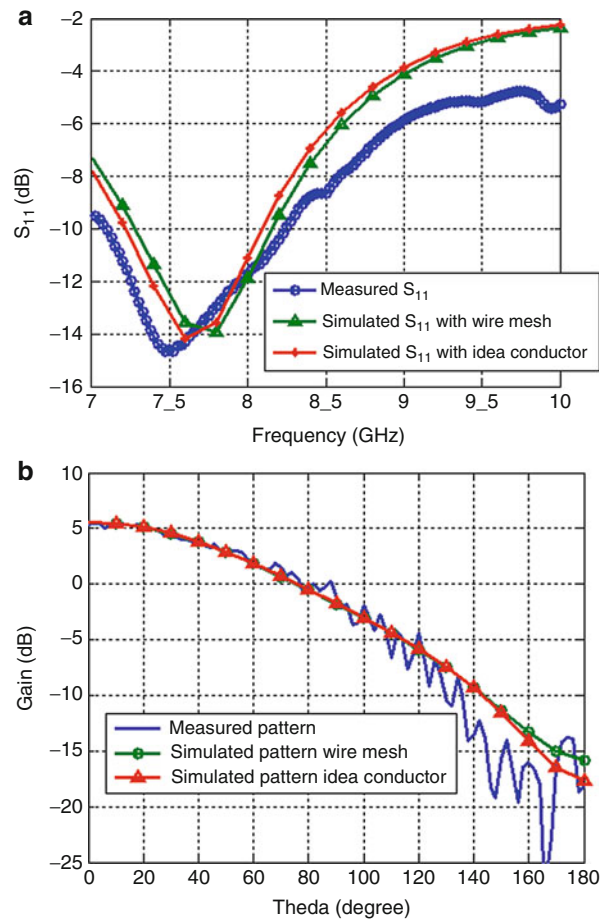 a
−2
−4
−6
−8
−10
−12
−14
−16
S11 (dB)
Measured S11
Simulated S11 with wire mesh
Simulated S11 with idea conductor
7
7_5
8
8_5
9
9_5
10
Frequency (GHz)
b
10
5
0
−5
−10
−15
−20
−25
Gain (dB)
Measured pattern
Simulated pattern wire mesh
Simulated pattern idea conductor
0
20
40
60
80
100
120
140
160
180
Theda (degree)